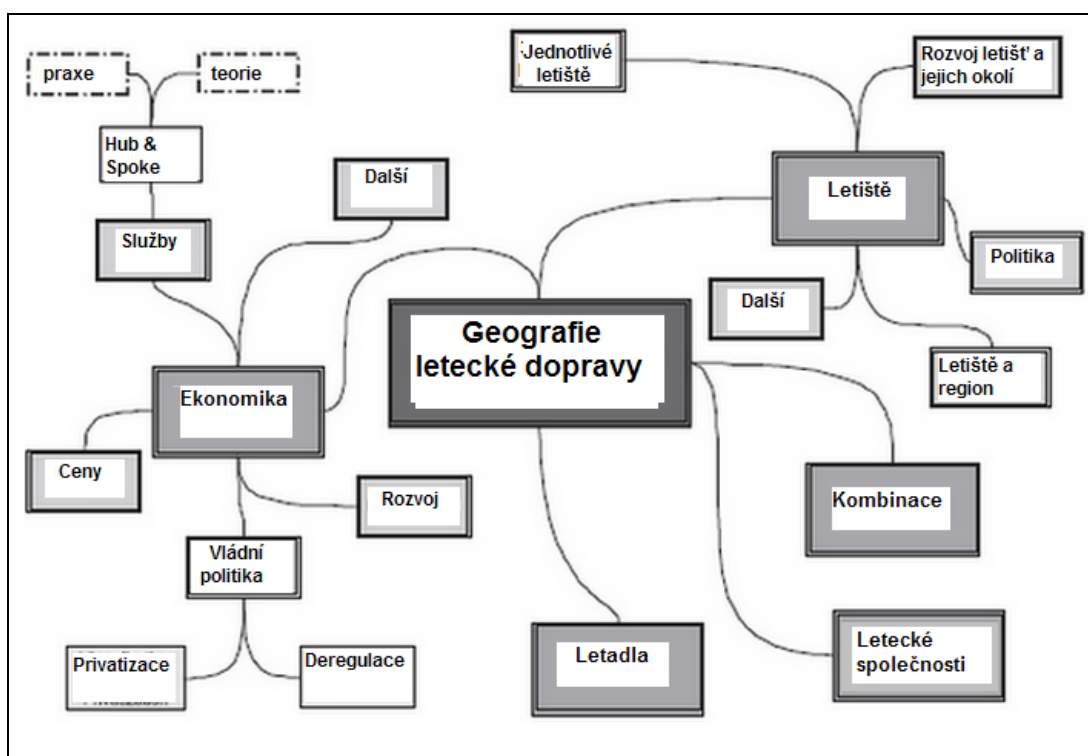 praxe
teorie
Hub &
Spoke
Služby
Další
Jednotlivé
letiště
Rozvoj letišť a
jejich okolí
Letiště
Politika
Další
Letiště a
region
Geografie
letecké dopravy
Ekonomika
Ceny
Rozvoj
Vládní
politika
Privatizace
Deregulace
Kombinace
Letadla
Letecké
společnosti